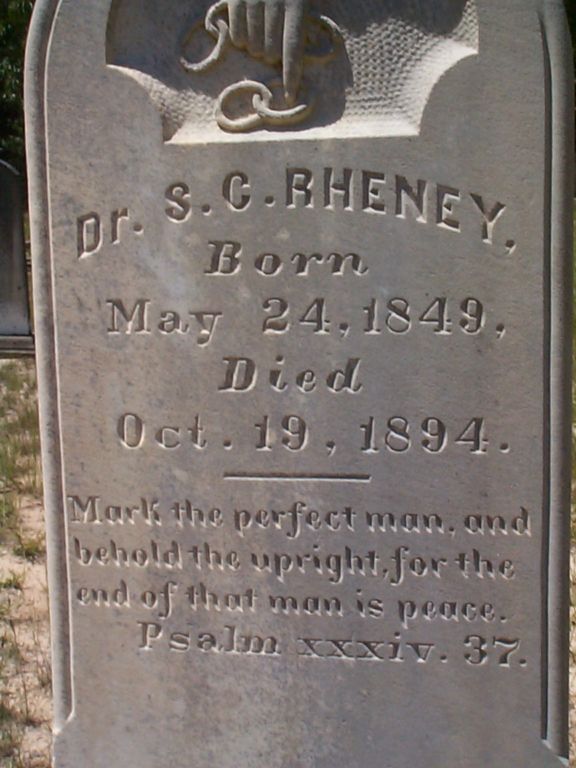 Dr. S. C. RHENEY,
Born
May 24, 1849,
Died
Oct. 19, 1894.
Mark the perfect man, and
behold the upright, for the
end of that man is peace.
Psalm xxxiv. 37.